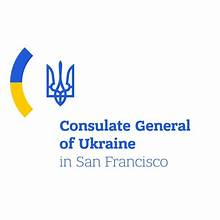 Consulate General
of Ukraine
in San Francisco